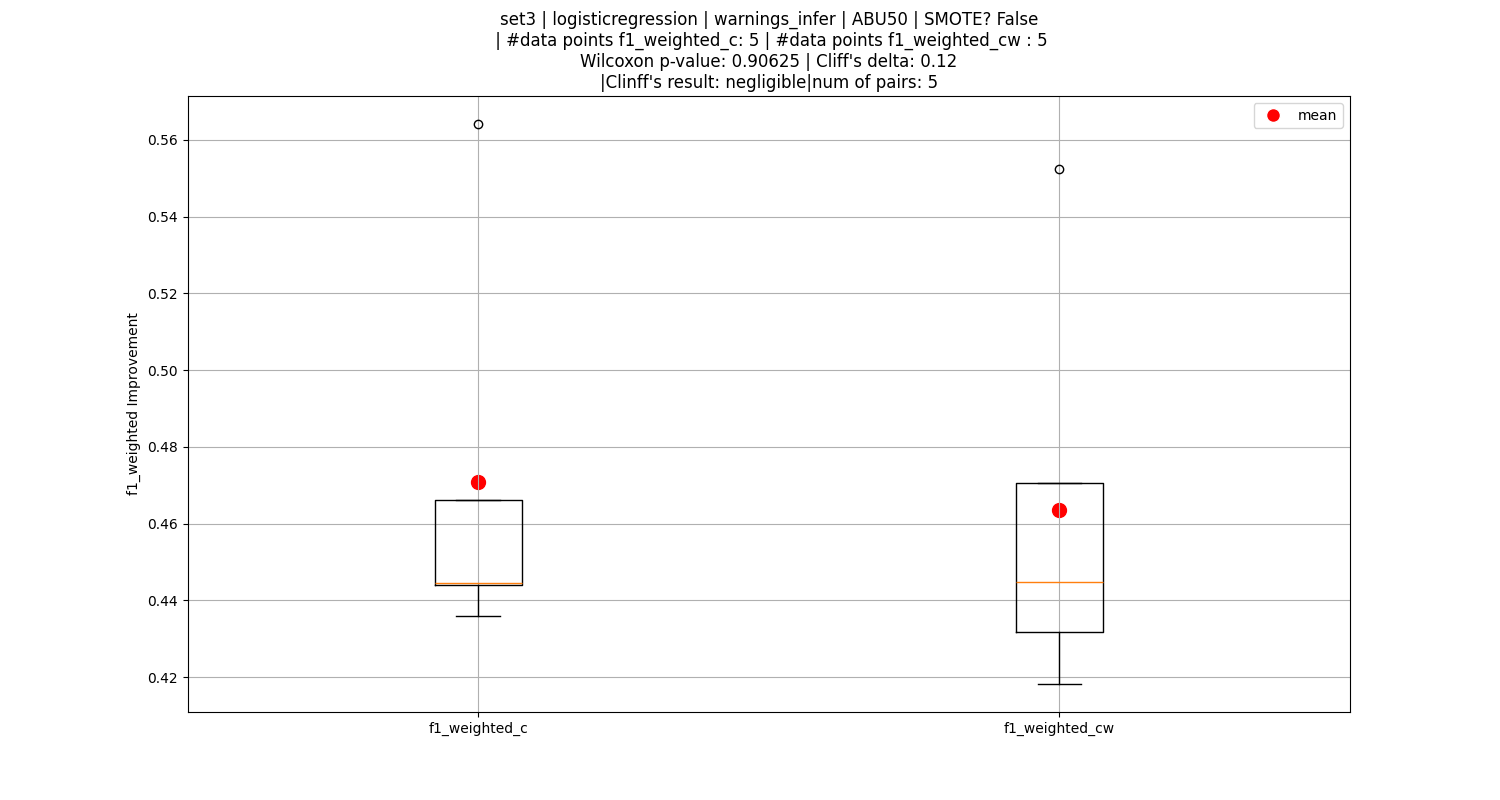 set3 | logisticregression | warnings_infer | ABU50 | SMOTE? False
| #data points f1_weighted_c: 5 | #data points f1_weighted_cw : 5
Wilcoxon p-value: 0.90625 | Cliff's delta: 0.12
|Clinff's result: negligible|num of pairs: 5
mean
0.56
0.54
0.52
0.50
0.48
0.46
0.44
0.42
f1_weighted Improvement
f1_weighted_c
f1_weighted_cw